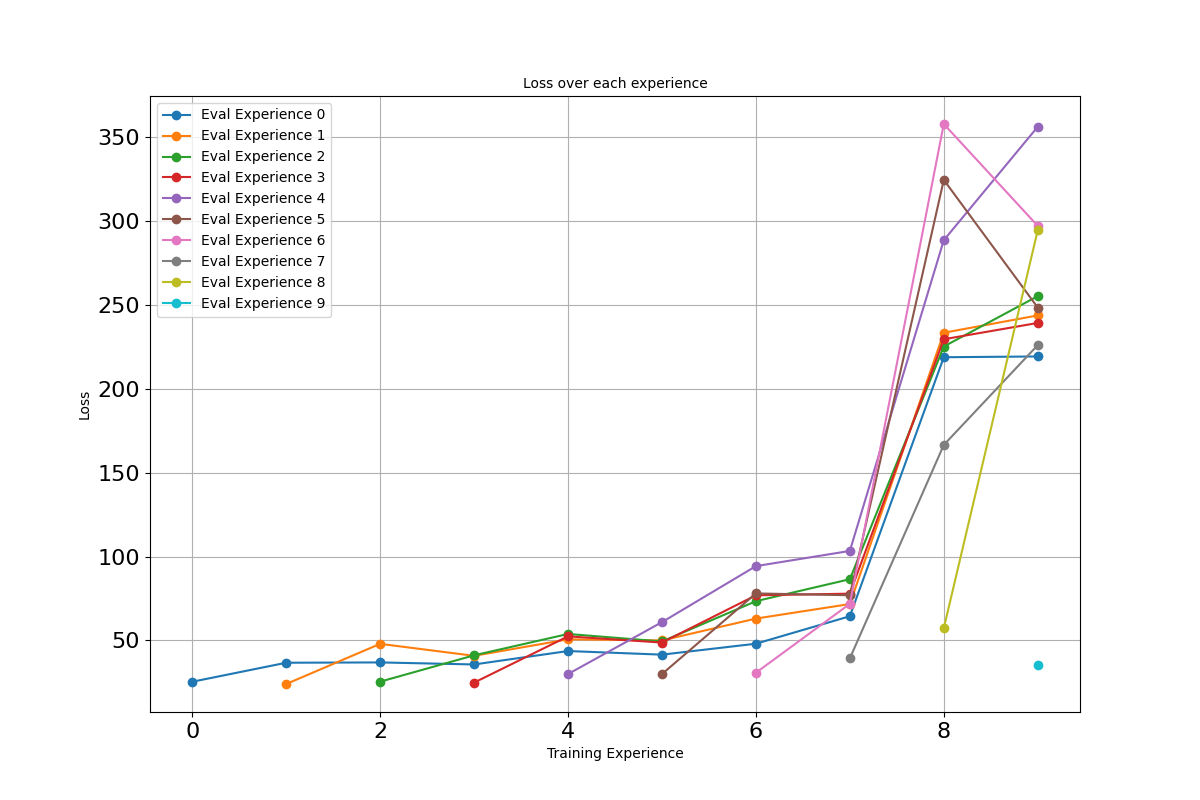 Loss over each experience
Eval Experience 0
Eval Experience 1
Eval Experience 2
Eval Experience 3
Eval Experience 4
Eval Experience 5
Eval Experience 6
Eval Experience 7
Eval Experience 8
Eval Experience 9
350
300
250
200
150
100
50
Loss
0 2 4 6 8
Training Experience